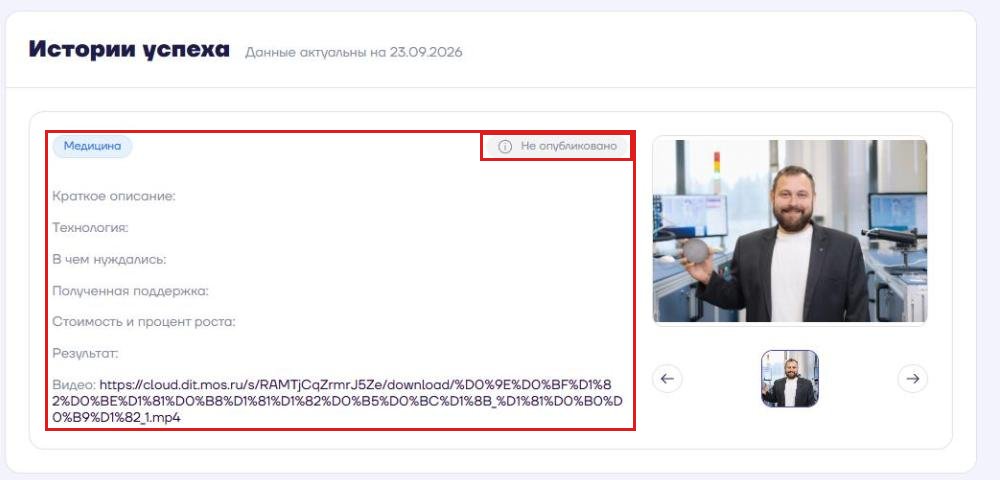 Истории успеха Данные актуальны на 23.09.2026
Медицина Не опубликовано
Краткое описание:
Технология:
В чем нуждались:
Полученная поддержка:
Стоимость и процент роста:
Результат:
Видео: https://cloud.dit.mos.ru/s/RAMTjCqZrmrJ5Ze/download/%D0%9E%D0%BF%D1%8
2%D0%BE%D1%81%D0%B8%D1%81%D1%82%D0%B5%D0%BC%D1%8B_%D1%81%D0%B0%D
0%B9%D1%82_1.mp4